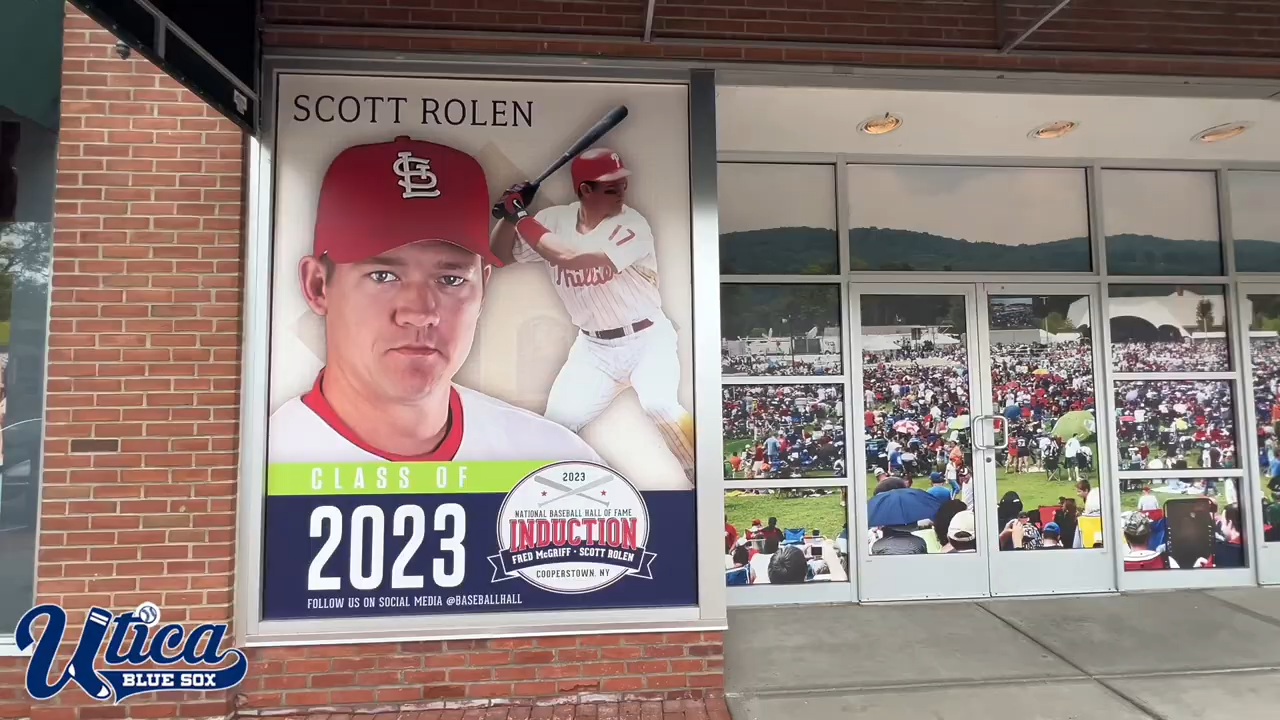 SCOTT ROLEN
STL
P
17
Phillies
CLASS OF
2023
FOLLOW US ON SOCIAL MEDIA @BASEBALLHALL
2023
NATIONAL BASEBALL HALL OF FAME
INDUCTION
FRED McGRIFF • SCOTT ROLEN
COOPERSTOWN, NY
Utica
BLUE SOX